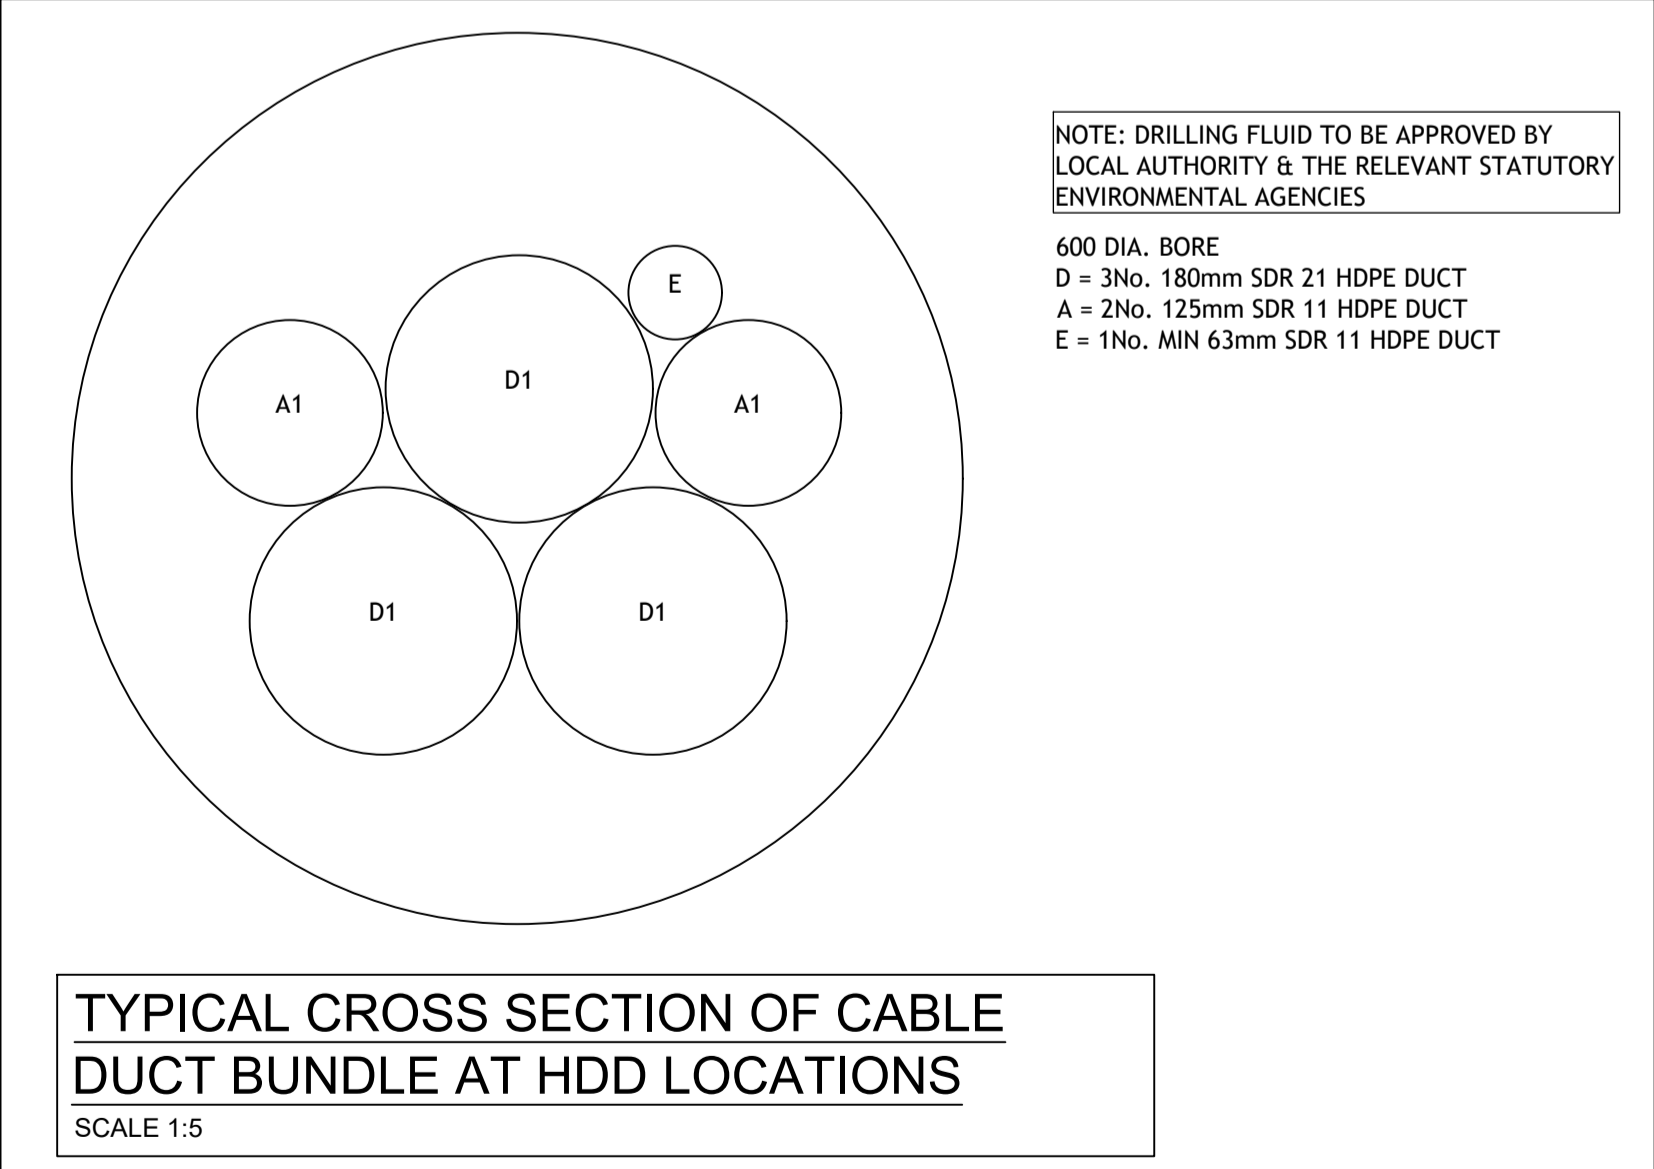 E
D1
A1
A1
D1
D1
NOTE: DRILLING FLUID TO BE APPROVED BY
LOCAL AUTHORITY & THE RELEVANT STATUTORY
ENVIRONMENTAL AGENCIES
600 DIA. BORE
D = 3No. 180mm SDR 21 HDPE DUCT
A = 2No. 125mm SDR 11 HDPE DUCT
E = 1No. MIN 63mm SDR 11 HDPE DUCT
TYPICAL CROSS SECTION OF CABLE
DUCT BUNDLE AT HDD LOCATIONS
SCALE 1:5